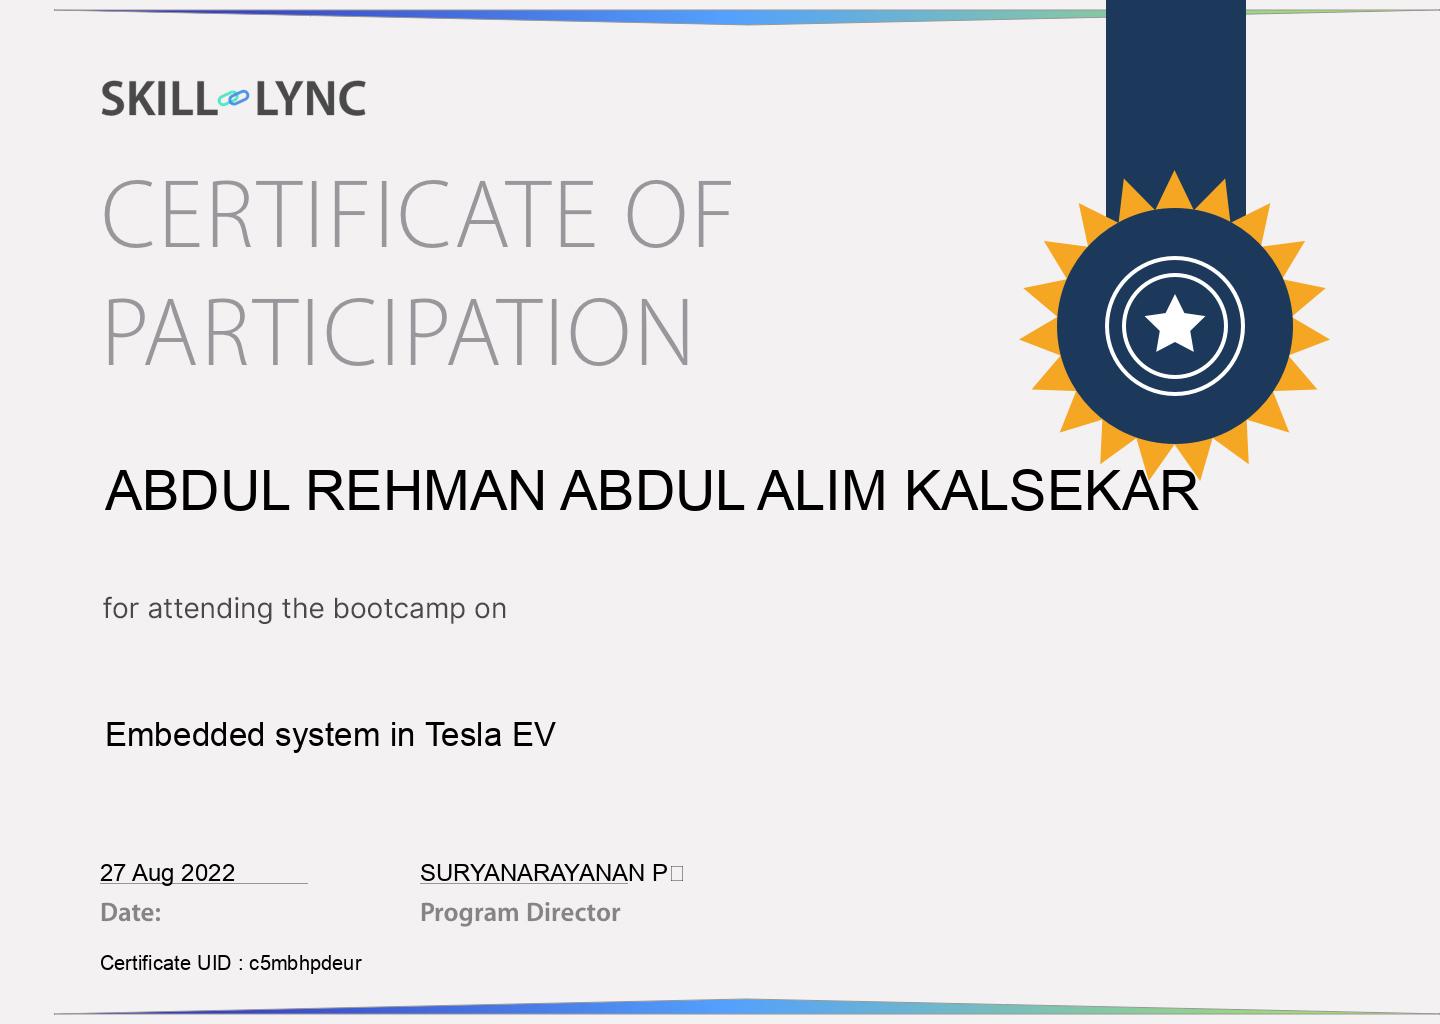 SKILL LYNC
CERTIFICATE OF
PARTICIPATION
ABDUL REHMAN ABDUL ALIM KALSEKAR
for attending the bootcamp on
Embedded system in Tesla EV
27 Aug 2022 SURYANARAYANAN P□
Date: Program Director
Certificate UID : c5mbhpdeur